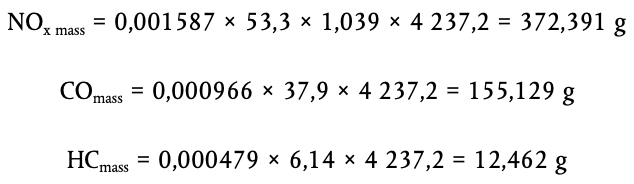 NOx mass = 0,001587 × 53,3 × 1,039 × 4 237,2 = 372,391 g
COmass = 0,000966 × 37,9 × 4 237,2 = 155,129 g
HCmass = 0,000479 × 6,14 × 4 237,2 = 12,462 g